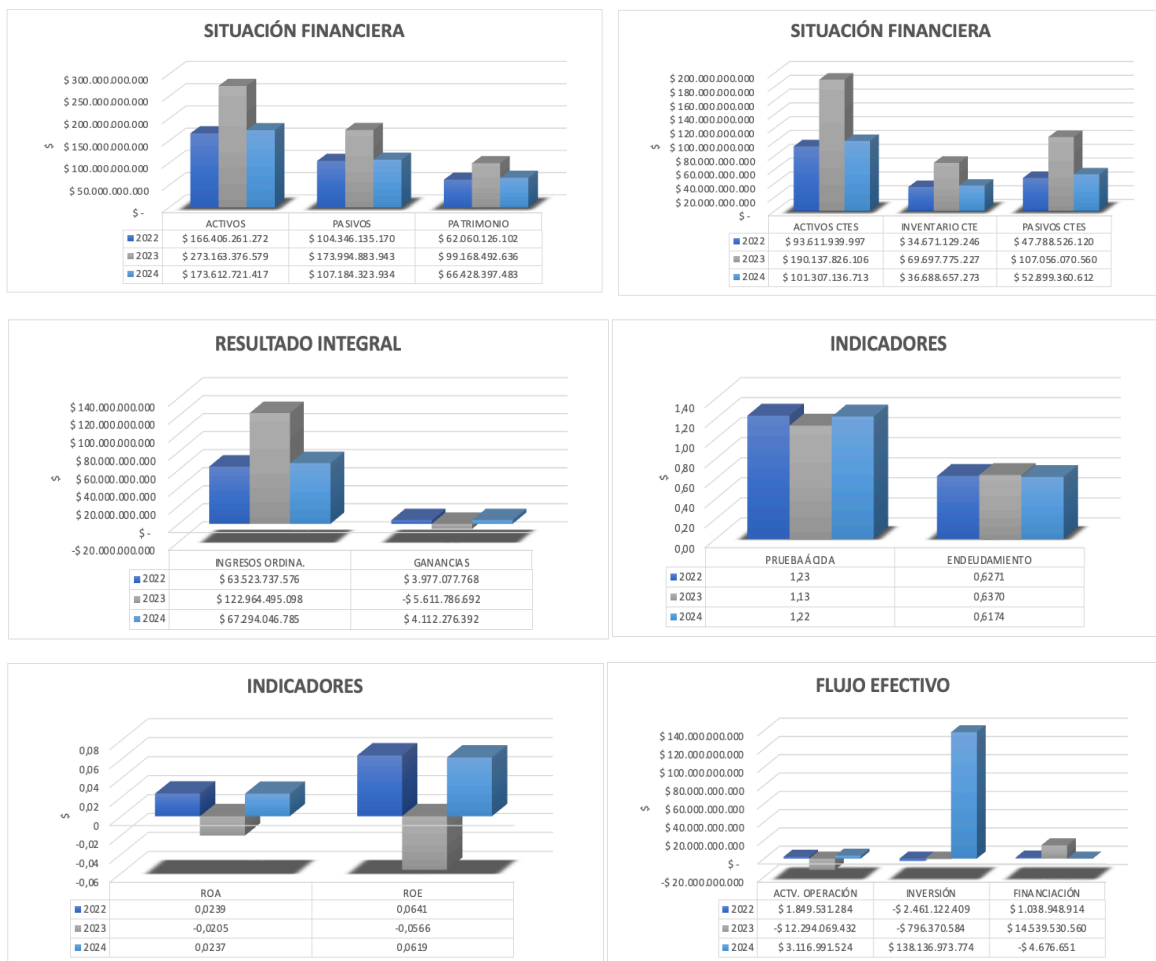 SITUACIÓN FINANCIERA
$ 300.000.000.000
$ 250.000.000.000
$ 200.000.000.000
$ 150.000.000.000
$ 100.000.000.000
$ 50.000.000.000
$ -
$
ACTIVOS PASIVOS PATRIMONIO
2022 $ 166.406.261.272 $ 104.346.135.170 $ 62.060.126.102
2023 $ 273.163.376.579 $ 173.994.883.943 $ 99.168.492.636
2024 $ 173.612.721.417 $ 107.184.323.934 $ 66.428.397.483
SITUACIÓN FINANCIERA
$ 200.000.000.000
$ 180.000.000.000
$ 160.000.000.000
$ 140.000.000.000
$ 120.000.000.000
$ 100.000.000.000
$ 80.000.000.000
$ 60.000.000.000
$ 40.000.000.000
$ 20.000.000.000
$ -
$
ACTIVOS CTES INVENTARIO CTE PASIVOS CTES
2022 $ 93.611.939.997 $ 34.671.129.246 $ 47.788.526.120
2023 $ 190.137.826.106 $ 69.697.775.227 $ 107.056.070.560
2024 $ 101.307.136.713 $ 36.688.657.273 $ 52.899.360.612
RESULTADO INTEGRAL
$ 140.000.000.000
$ 120.000.000.000
$ 100.000.000.000
$ 80.000.000.000
$ 60.000.000.000
$ 40.000.000.000
$ 20.000.000.000
$ -
-$ 20.000.000.000
$
INGRESOS ORDINA. GANANCIAS
2022 $ 63.523.737.576 $ 3.977.077.768
2023 $ 122.964.495.098 -$ 5.611.786.692
2024 $ 67.294.046.785 $ 4.112.276.392
INDICADORES
1,40
1,20
1,00
0,80
0,60
0,40
0,20
0,00
$
PRUEBA ÁCIDA ENDEUDAMIENTO
2022 1,23 0,6271
2023 1,13 0,6370
2024 1,22 0,6174
INDICADORES
0,08
0,06
0,04
0,02
0
-0,02
-0,04
-0,06
$
ROA ROE
2022 0,0239 0,0641
2023 -0,0205 -0,0566
2024 0,0237 0,0619
FLUJO EFECTIVO
$ 140.000.000.000
$ 120.000.000.000
$ 100.000.000.000
$ 80.000.000.000
$ 60.000.000.000
$ 40.000.000.000
$ 20.000.000.000
$ -
-$ 20.000.000.000
$
ACTV. OPERACIÓN INVERSIÓN FINANCIACIÓN
2022 $ 1.849.531.284 -$ 2.461.122.409 $ 1.038.948.914
2023 -$ 12.294.069.432 -$ 796.370.584 $ 14.539.530.560
2024 $ 3.116.991.524 $ 138.136.973.774 -$ 4.676.651